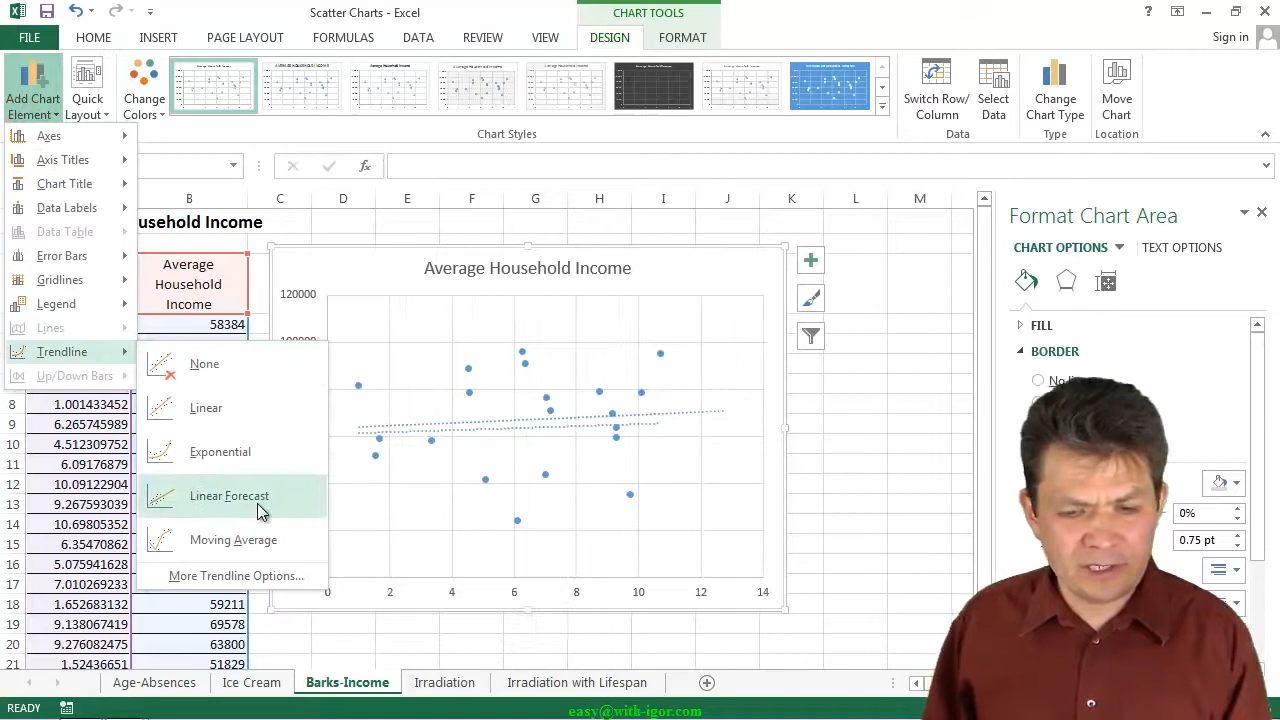 Scatter Charts - Excel
CHART TOOLS
FILE
HOME
INSERT
PAGE LAYOUT
FORMULAS
DATA
REVIEW
VIEW
DESIGN
FORMAT
Sign in
Add Chart
Element
Quick
Layout
Change
Colors
Switch Row/
Column
Select
Data
Change
Chart Type
Move
Chart
Chart Styles
Data
Type
Location
Axes
Axis Titles
Chart Title
Data Labels
Data Table
Error Bars
Gridlines
Legend
Lines
Trendline
Up/Down Bars
None
Linear
Exponential
Linear Forecast
Moving Average
More Trendline Options...
fx
B C D E F G H I J K L M
usehold Income
Average
Household
Income
58384
8 1.001433452
9 6.265745589
10 4.512309752
11 6.09176879
12 10.09122904
13 9.267593039
14 10.69805352
15 6.35470862
16 5.075941628
17 7.010269233
18 1.652683132 59211
19 9.138067419 69578
20 9.276082475 63800
21 1.52436651 51829
Average Household Income
120000
0 2 4 6 8 10 12 14
Format Chart Area
CHART OPTIONS
TEXT OPTIONS
FILL
BORDER
0%
0.75 pt
Age-Absences
Ice Cream
Barks-Income
Irradiation
Irradiation with Lifespan
READY
easy@with-igor.com